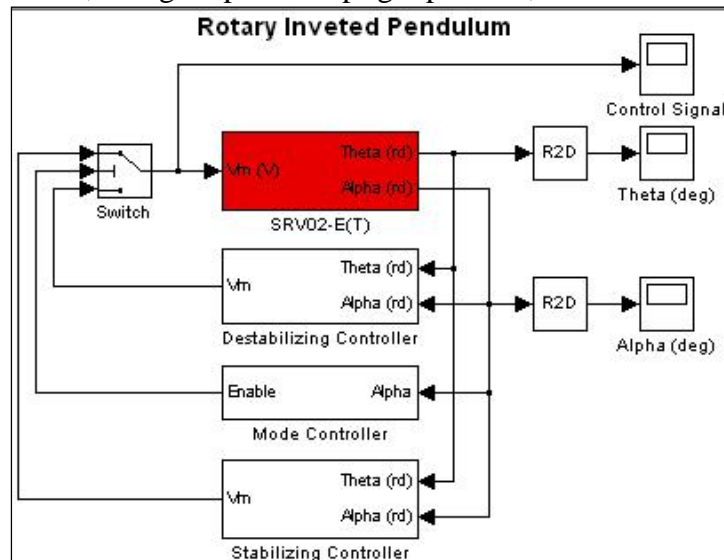 Rotary Inveted Pendulum
Control Signal
Switch
Vm (V)
Theta (rd)
Alpha (rd)
SRV02-E(T)
R2D
Theta (deg)
Vm
Theta (rd)
Alpha (rd)
Destabilizing Controller
R2D
Alpha (deg)
Enable
Alpha
Mode Controller
Vm
Theta (rd)
Alpha (rd)
Stabilizing Controller